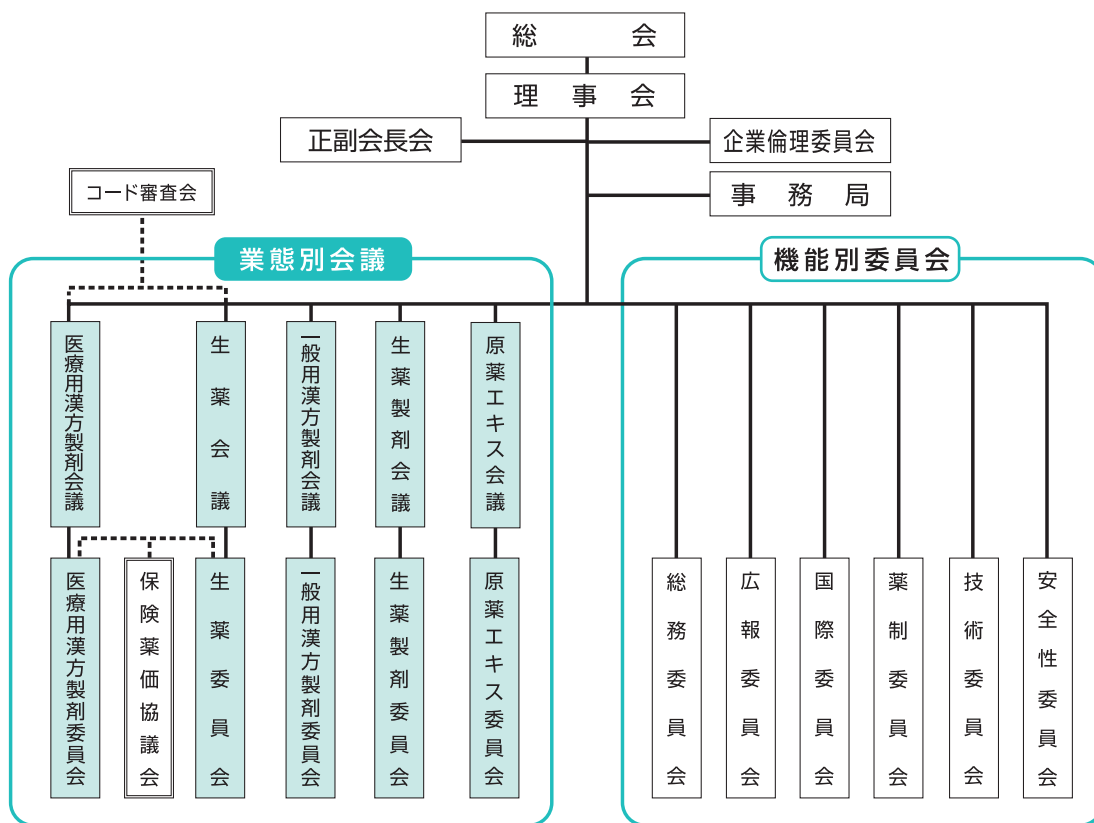 総会
理事会
正副会長会
企業倫理委員会
コード審査会
事務局
業態別会議
機能別委員会
医療用漢方製剤会議
生薬会議
一般用漢方製剤会議
生薬製剤会議
原薬エキス会議
医療用漢方製剤委員会
保険薬価協議会
生薬委員会
一般用漢方製剤委員会
生薬製剤委員会
原薬エキス委員会
総務委員会
広報委員会
国際委員会
薬制委員会
技術委員会
安全性委員会